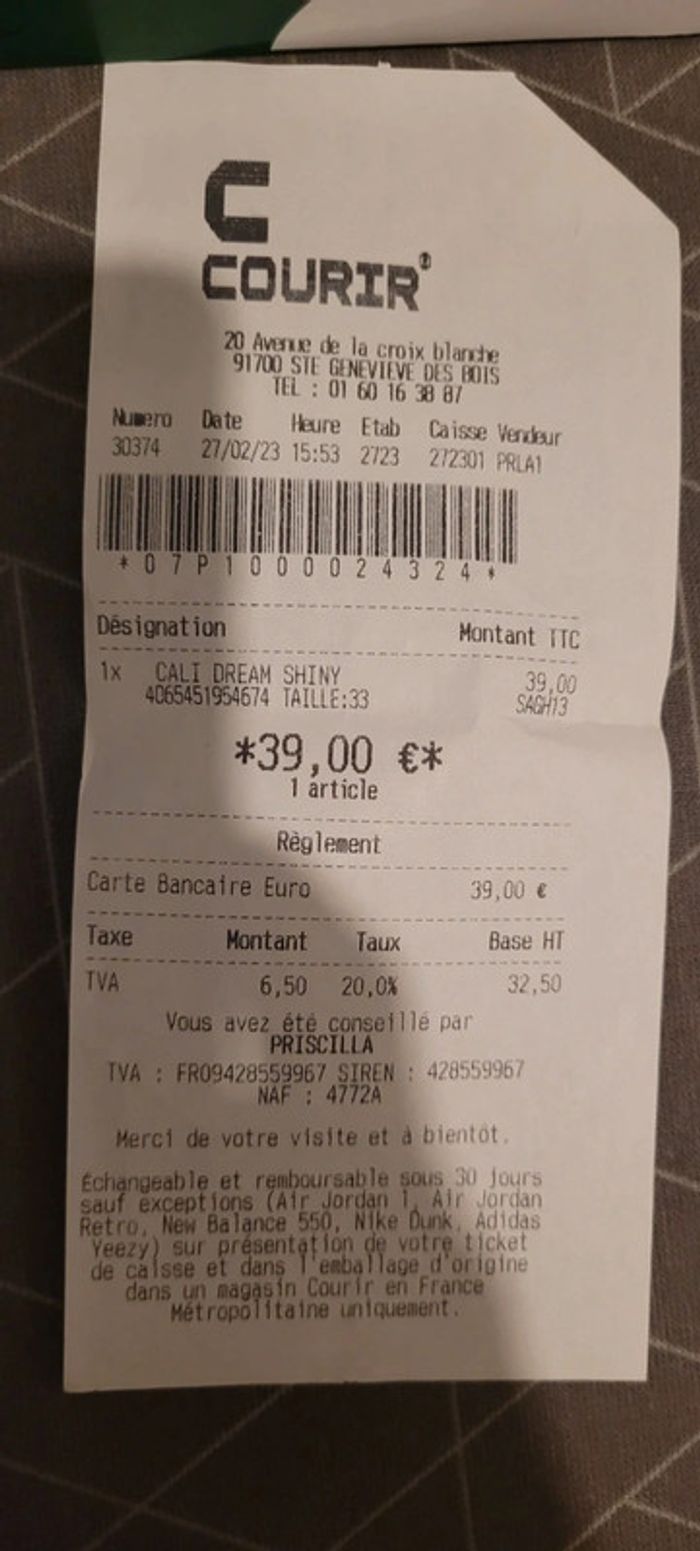 C
COURIR®
20 Avenue de la croix blanche
91700 STE GENEVIEVE DES BOIS
TEL : 01 60 16 38 87
Numero Date Heure Etab Caisse Vendeur
30374 27/02/23 15:53 2723 272301 PRLA1
*07P1000024324*
Désignation Montant TTC
1x CALI DREAM SHINY 39,00
4065451954674 TAILLE:33 SAGH13
*39,00 €*
1 article
Règlement
Carte Bancaire Euro 39,00 €
Taxe Montant Taux Base HT
TVA 6,50 20,0% 32,50
Vous avez été conseillé par
PRISCILLA
TVA : FR09428559967 SIREN : 428559967
NAF : 4772A
Merci de votre visite et à bientôt.
Échangeable et remboursable sous 30 jours
sauf exceptions (Air Jordan 1, Air Jordan
Retro, New Balance 550, Nike Dunk, Adidas
Yeezy) sur présentation de votre ticket
de caisse et dans l'emballage d'origine
dans un magasin Courir en France
Métropolitaine uniquement.